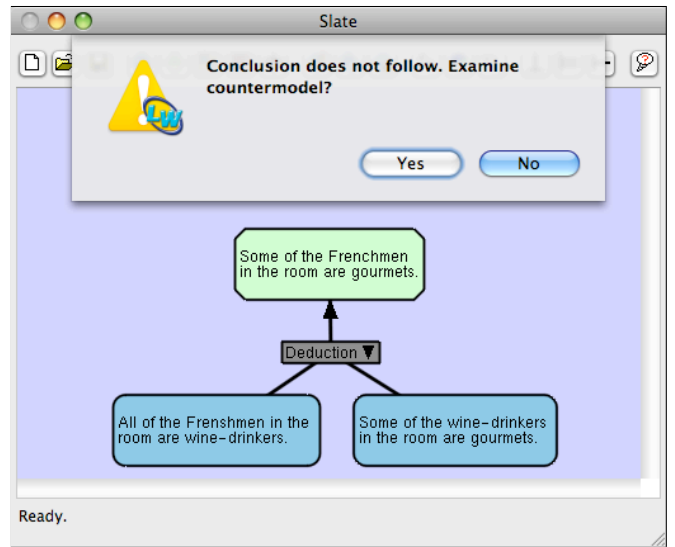 Slate
Conclusion does not follow. Examine
countermodel?
LW
Yes
No
Some of the Frenchmen
in the room are gourmets.
Deduction ▼
All of the Frenshmen in the
room are wine-drinkers.
Some of the wine-drinkers
in the room are gourmets.
Ready.